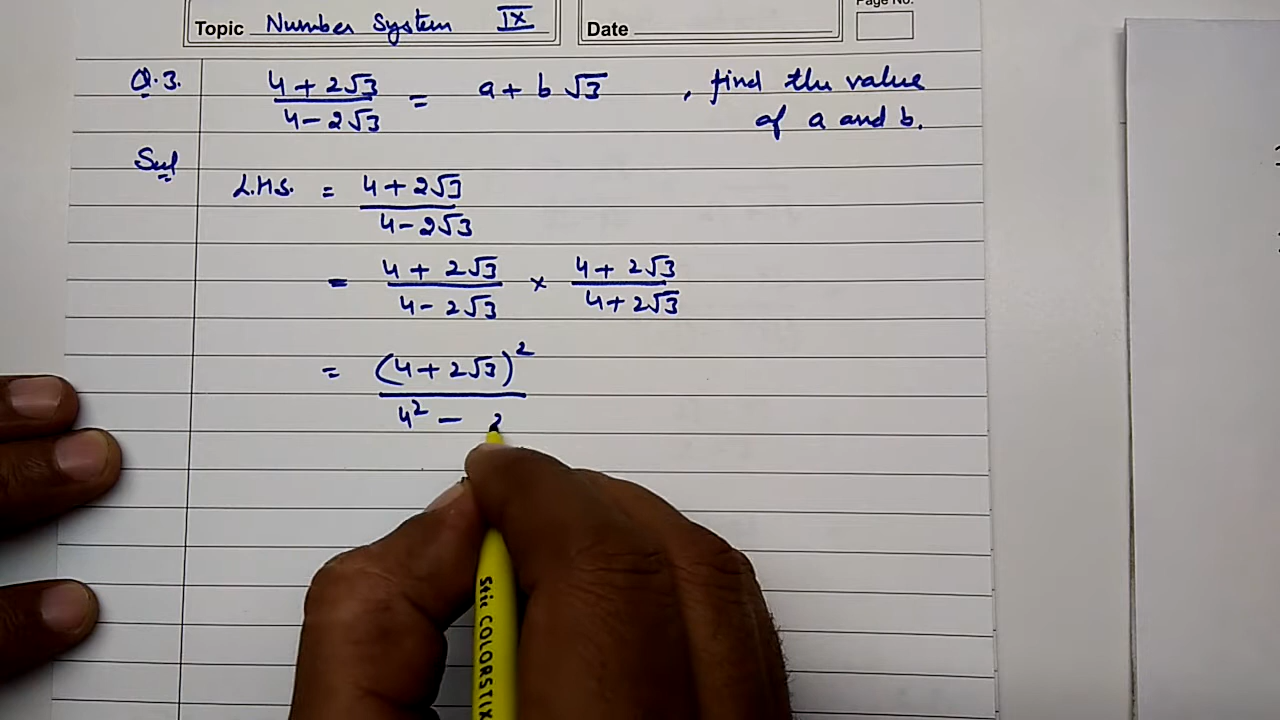 Page No.
Topic Number System IX Date
Q.3. 4 + 2√3 / 4 - 2√3 = a + b √3 , find the value
of a and b.
Sol
L.H.S. = 4 + 2√3 / 4 - 2√3
= 4 + 2√3 / 4 - 2√3 × 4 + 2√3 / 4 + 2√3
= (4 + 2√3)² / 4² -
Stic COLORSTIX